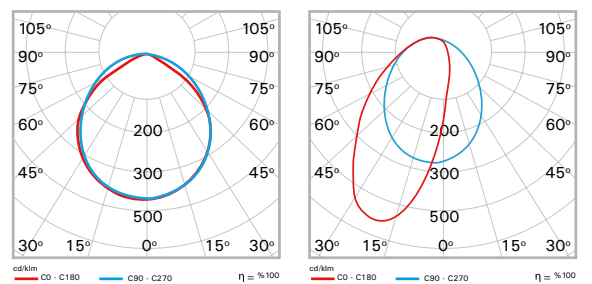 105° 105° 105° 105°
90° 90° 90° 90°
75° 75° 75° 75°
60° 200 60° 60° 200 60°
45° 300 45° 45° 300 45°
500 500
30° 15° 0° 15° 30° 30° 15° 0° 15° 30°
cd/klm cd/klm
C0 - C180 C90 - C270 η = %100 C0 - C180 C90 - C270 η = %100